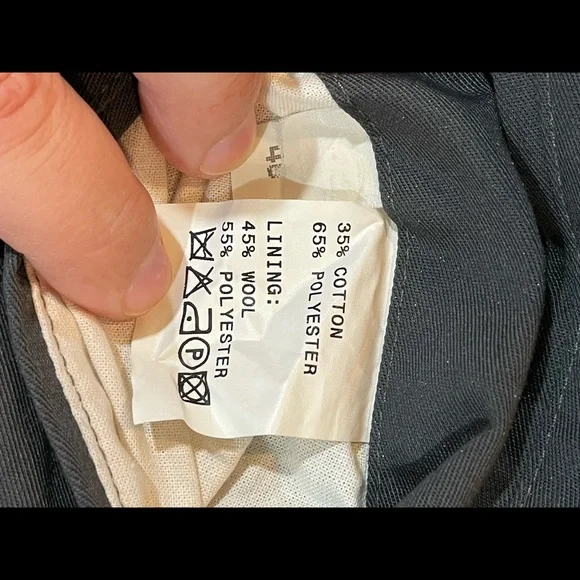 35% COTTON
65% POLYESTER
LINING:
45% WOOL
55% POLYESTER
P